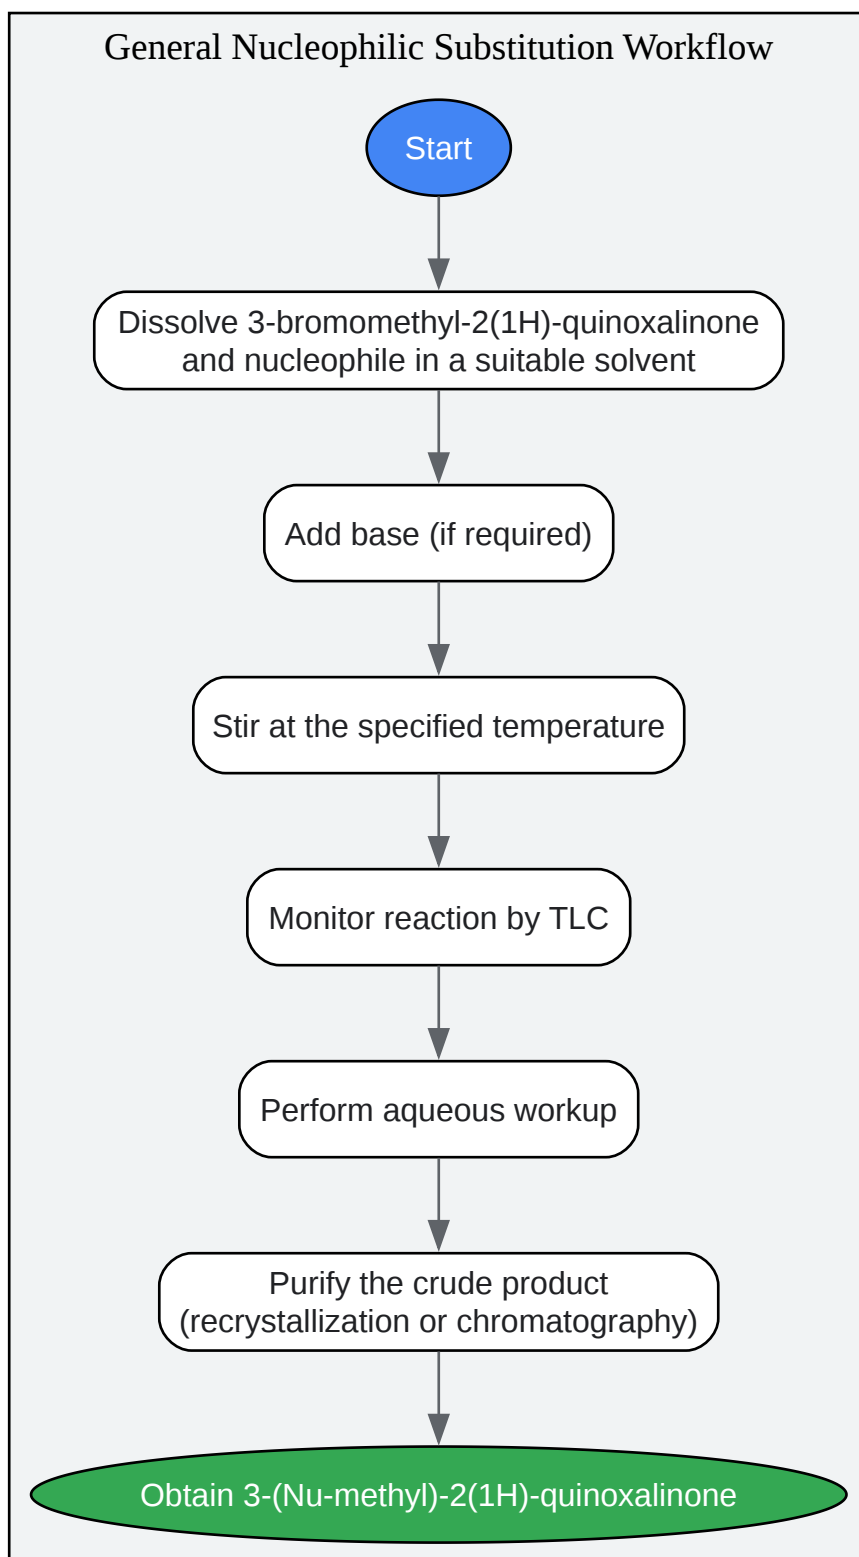 General Nucleophilic Substitution Workflow
Start
Dissolve 3-bromomethyl-2(1H)-quinoxalinone
and nucleophile in a suitable solvent
Add base (if required)
Stir at the specified temperature
Monitor reaction by TLC
Perform aqueous workup
Purify the crude product
(recrystallization or chromatography)
Obtain 3-(Nu-methyl)-2(1H)-quinoxalinone